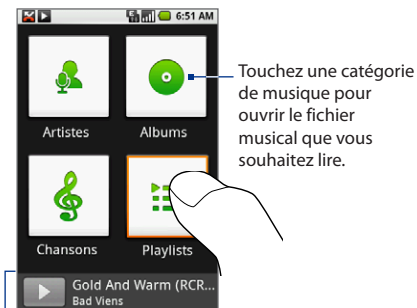 6:51 AM
Artistes
Albums
Chansons
Playlists
Gold And Warm (RCR...
Bad Viens
Touchez une catégorie
de musique pour
ouvrir le fichier
musical que vous
souhaitez lire.